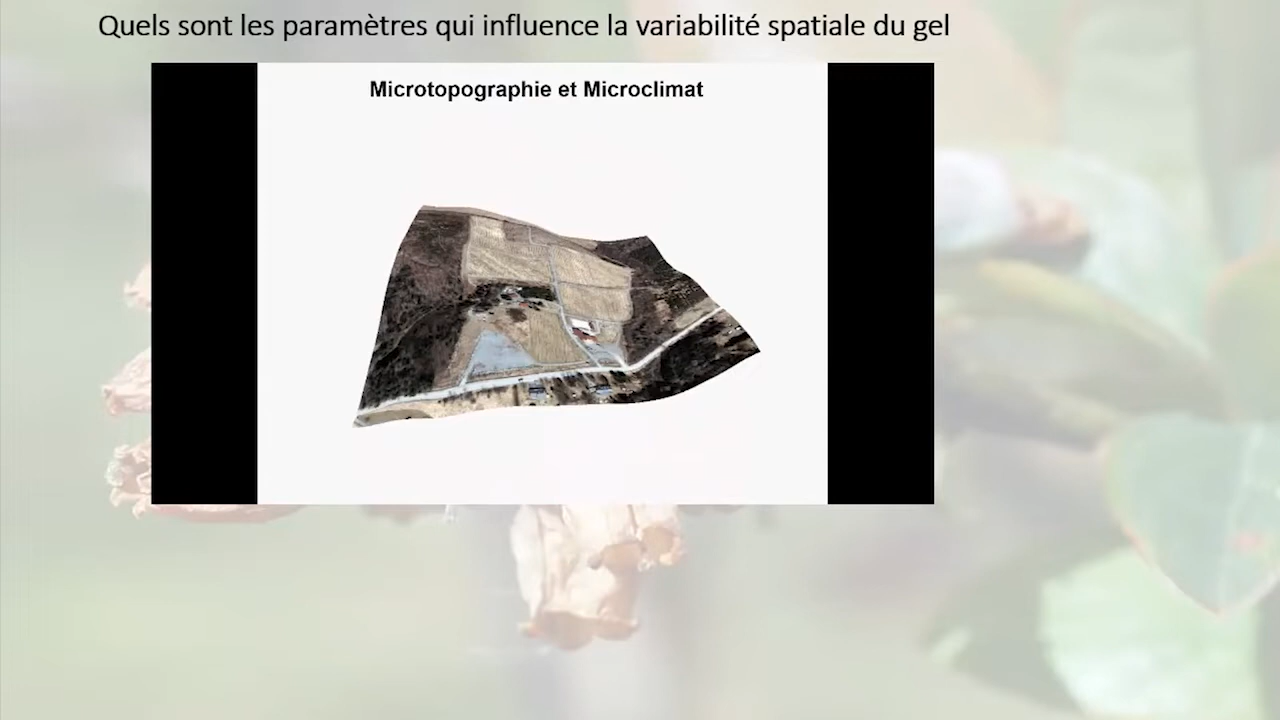 Quels sont les paramètres qui influence la variabilité spatiale du gel
Microtopographie et Microclimat